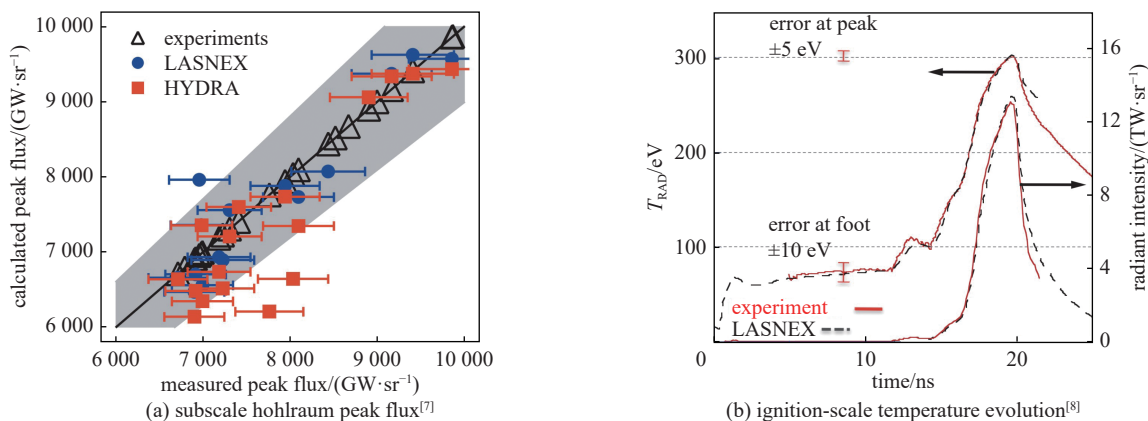 10 000
9 000
8 000
7 000
6 000
calculated peak flux/(GW·sr⁻¹)
experiments
LASNEX
HYDRA
6 000 7 000 8 000 9 000 10 000
measured peak flux/(GW·sr⁻¹)
(a) subscale hohlraum peak flux[7]
300
200
100
T_RAD/eV
error at peak
±5 eV
error at foot
±10 eV
experiment
LASNEX
16
12
8
4
0
radiant intensity/(TW·sr⁻¹)
0 10 20
time/ns
(b) ignition-scale temperature evolution[8]